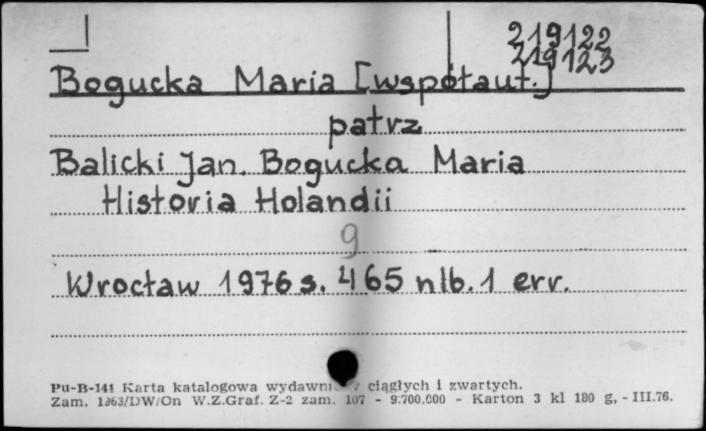 219122
219123
Bogucka Maria [współaut.]
patrz
Balicki Jan. Bogucka Maria
Historia Holandii
9
Wrocław 1976 s. 465 nlb. 1 err.
Pu-B-141 Karta katalogowa ciągłych i zwartych.
Zam. 1363/DW/On W.Z.Graf. Z-2 zam. 107 - 9.700.000 - Karton 3 kl 180 g, - III.76.